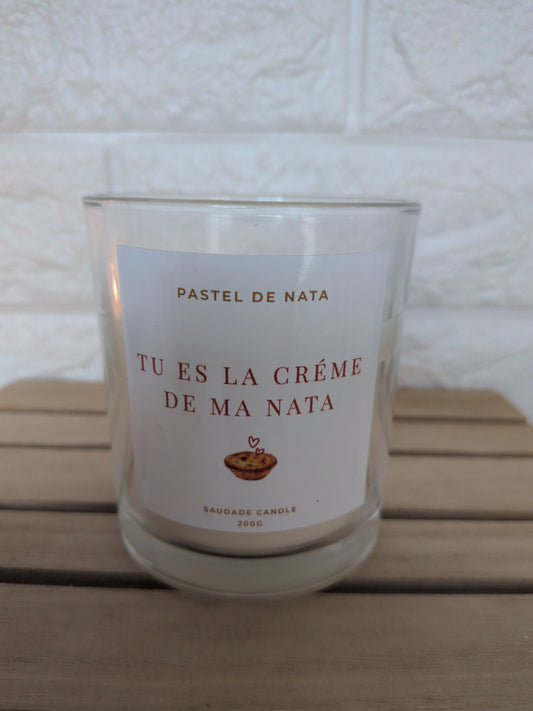 PASTEL DE NATA
TU ES LA CRÉME
DE MA NATA
SAUDADE CANDLE
200G